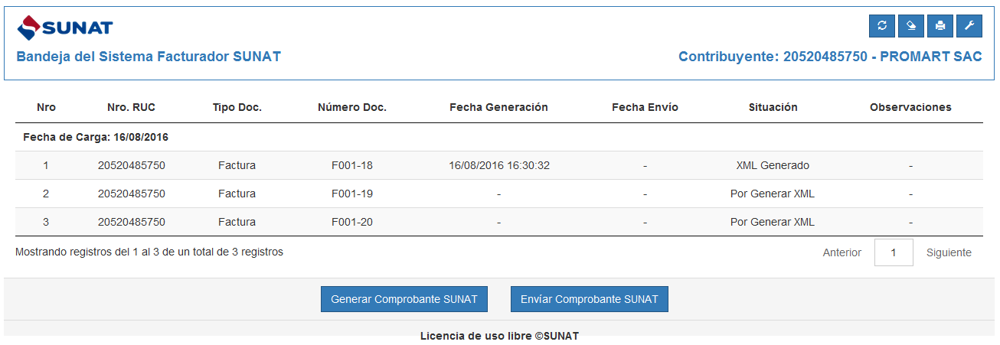 SUNAT
Bandeja del Sistema Facturador SUNAT Contribuyente: 20520485750 - PROMART SAC
Nro Nro. RUC Tipo Doc. Número Doc. Fecha Generación Fecha Envío Situación Observaciones
Fecha de Carga: 16/08/2016
1 20520485750 Factura F001-18 16/08/2016 16:30:32 - XML Generado -
2 20520485750 Factura F001-19 - - Por Generar XML -
3 20520485750 Factura F001-20 - - Por Generar XML -
Mostrando registros del 1 al 3 de un total de 3 registros Anterior 1 Siguiente
Generar Comprobante SUNAT Envíar Comprobante SUNAT
Licencia de uso libre ©SUNAT